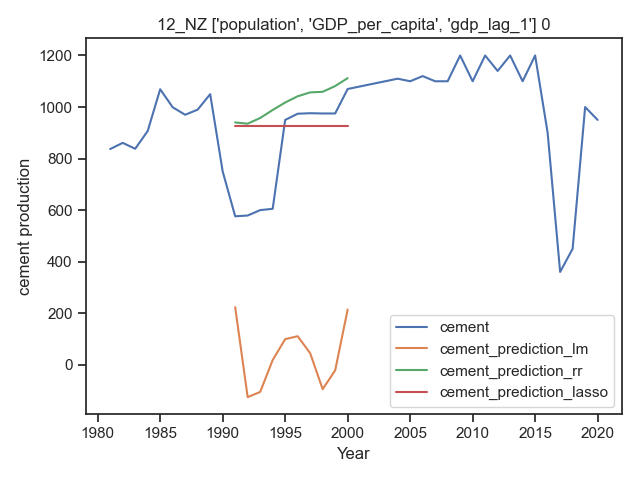 12_NZ ['population', 'GDP_per_capita', 'gdp_lag_1'] 0
cement production
1200
1000
800
600
400
200
0
cement
cement_prediction_lm
cement_prediction_rr
cement_prediction_lasso
1980 1985 1990 1995 2000 2005 2010 2015 2020
Year